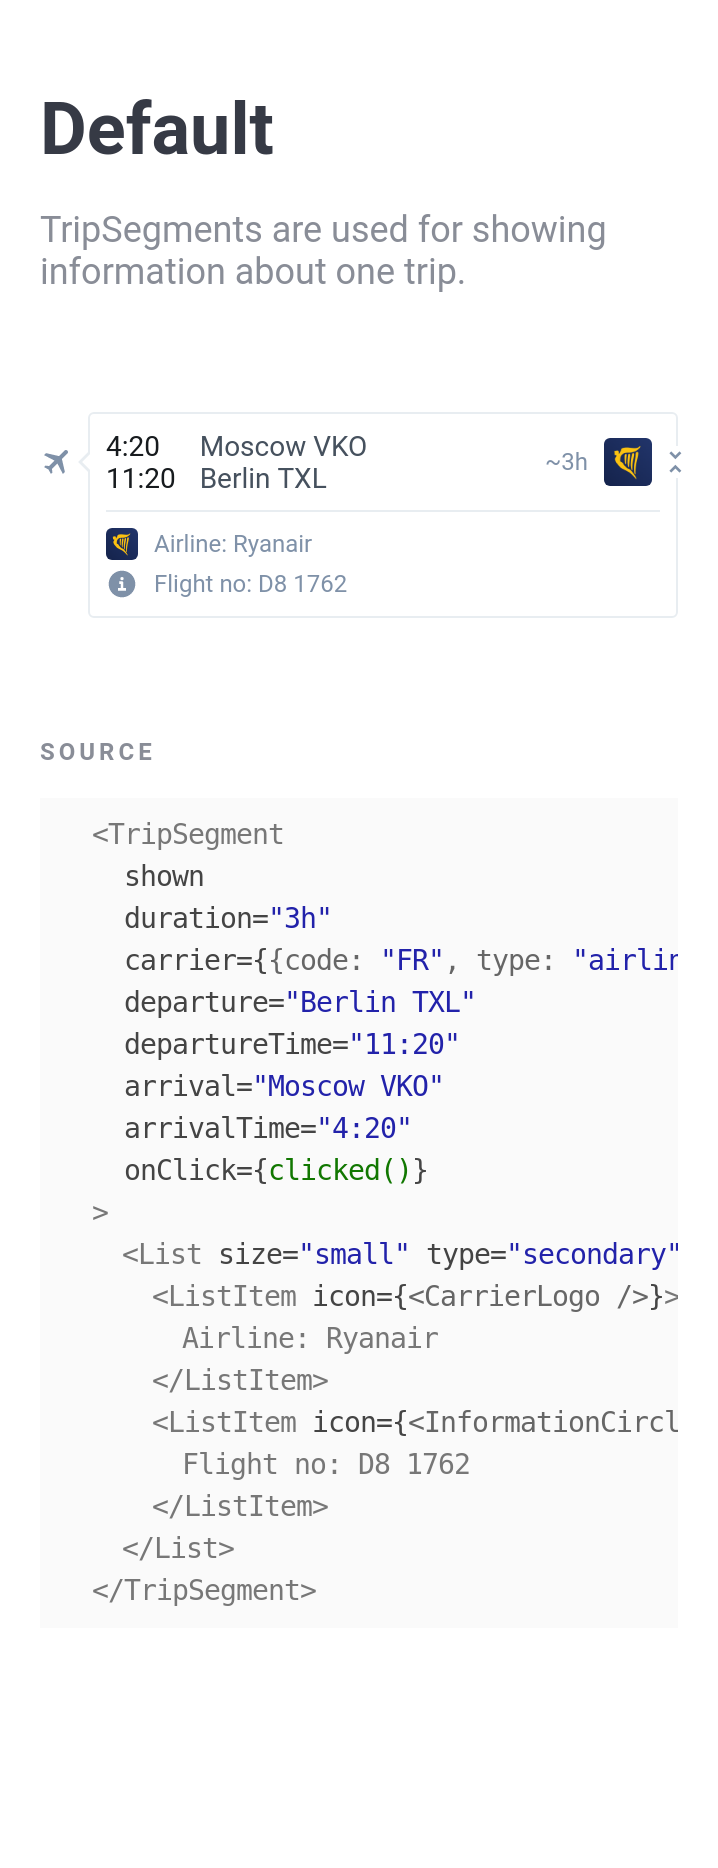 Default
TripSegments are used for showing
information about one trip.
4:20 Moscow VKO ~3h
11:20 Berlin TXL
Airline: Ryanair
Flight no: D8 1762
SOURCE
<TripSegment
shown
duration="3h"
carrier={{code: "FR", type: "airlin
departure="Berlin TXL"
departureTime="11:20"
arrival="Moscow VKO"
arrivalTime="4:20"
onClick={clicked()}
>
<List size="small" type="secondary"
<ListItem icon={<CarrierLogo />}>
Airline: Ryanair
</ListItem>
<ListItem icon={<InformationCircl
Flight no: D8 1762
</ListItem>
</List>
</TripSegment>